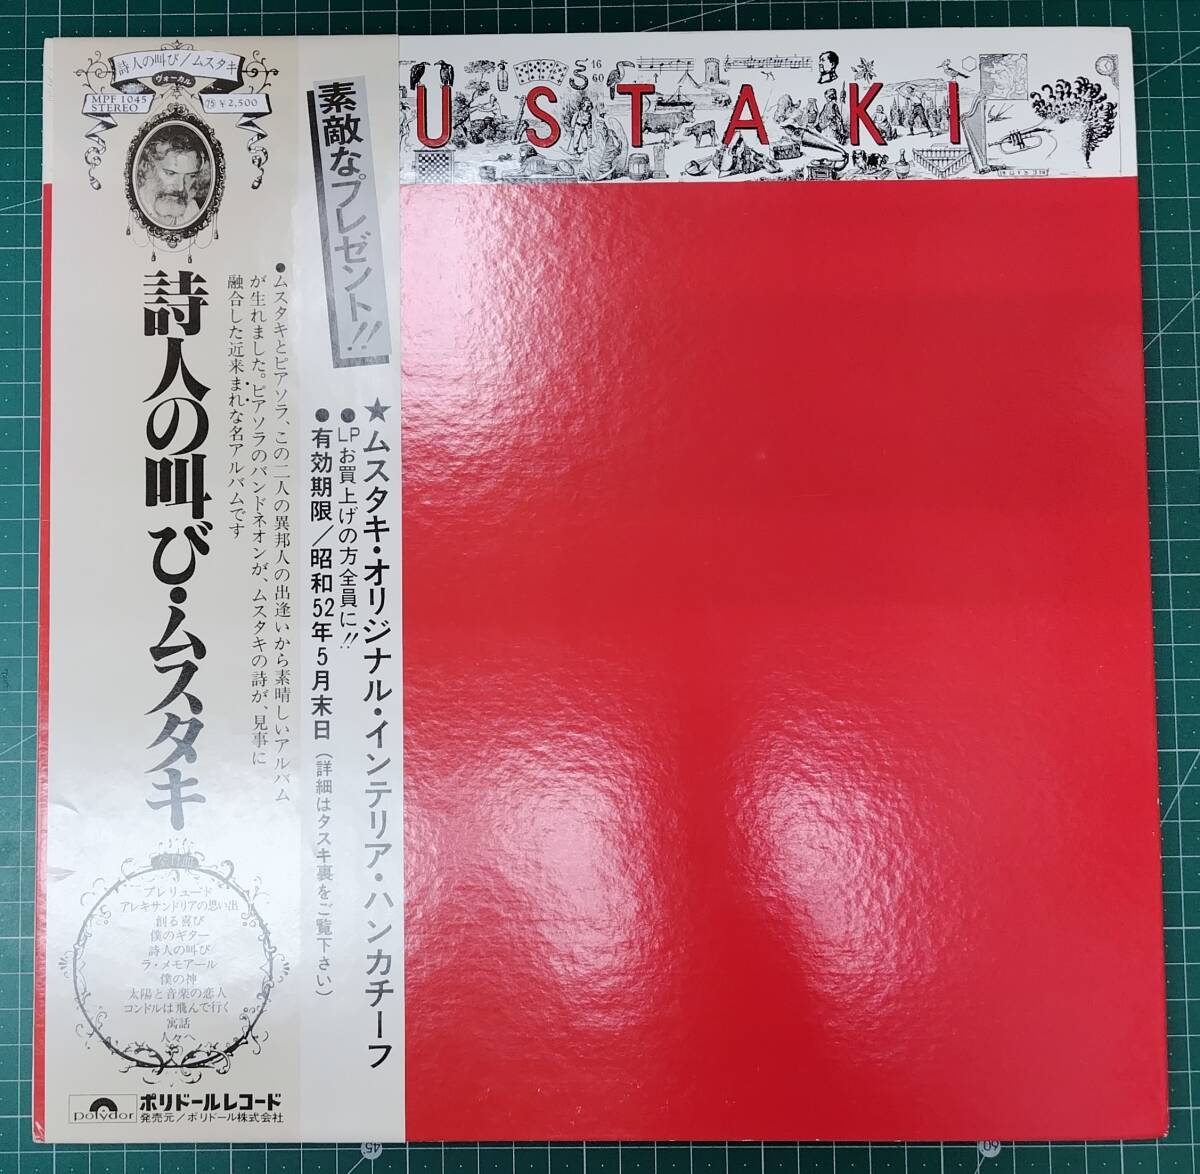 詩人の叫び/ムスタキ
ヴォーカル
MPF 1045
STEREO
¥2,500
詩人の叫び・ムスタキ
●ムスタキとピアソラ、この二人の異邦人の出逢いから素晴しいアルバム
が生れました。ピアソラのバンドネオンが、ムスタキの詩が、見事に
融合した近来まれな名アルバムです
素敵なプレゼント!!
★ムスタキ・オリジナル・インテリア・ハンカチーフ
●LPお買上げの方全員に!!
●有効期限/昭和52年5月末日(詳細はタスキ裏をご覧下さい)
プレリュード
アレキサンドリアの思い出
創る喜び
僕のギター
詩人の叫び
ラ・メモアール
僕の神
太陽と音楽の恋人
コンドルは飛んで行く
寓話
人々へ
polydor
ポリドールレコード
発売元/ポリドール株式会社
USTAKI
16
60
45
60